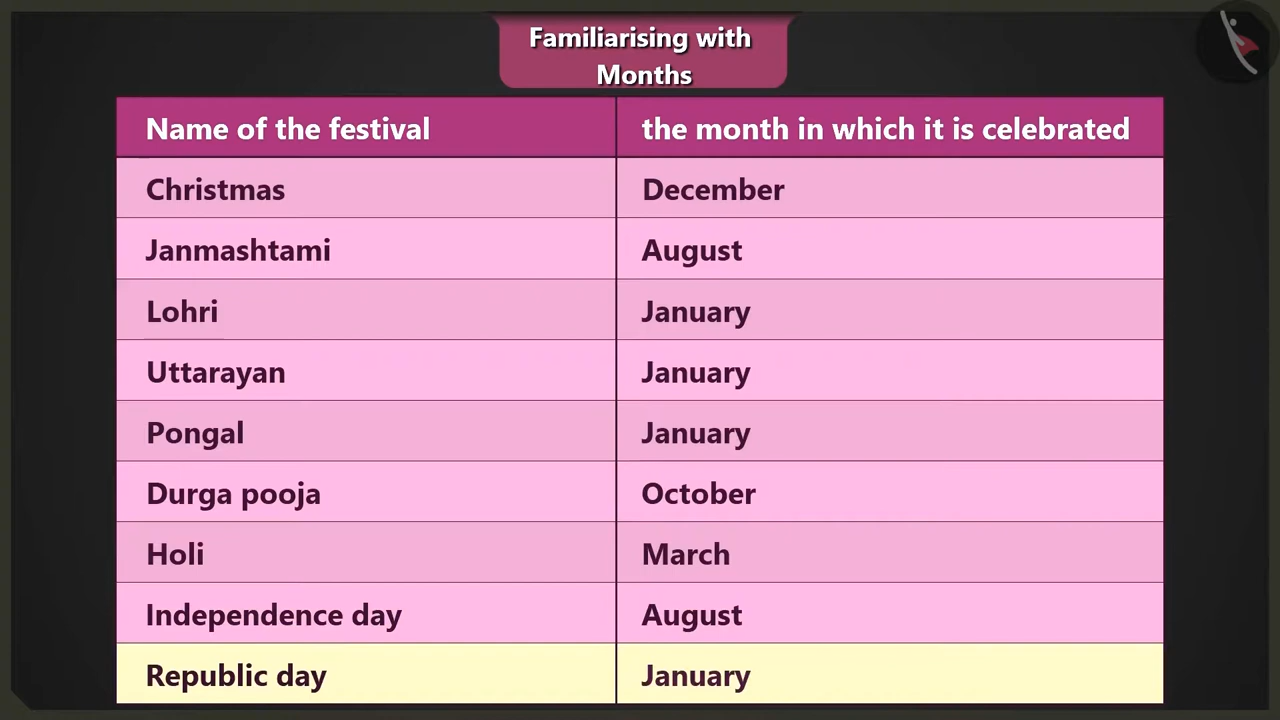 Familiarising with
Months
Name of the festival the month in which it is celebrated
Christmas December
Janmashtami August
Lohri January
Uttarayan January
Pongal January
Durga pooja October
Holi March
Independence day August
Republic day January